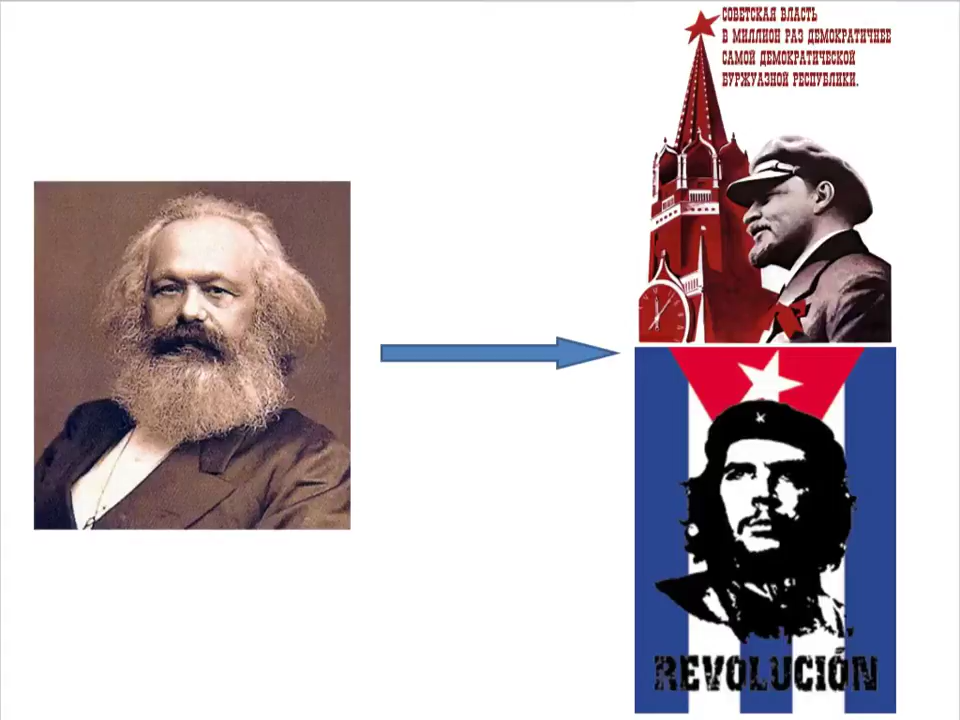 СОВЕТСКАЯ ВЛАСТЬ
В МИЛЛИОН РАЗ ДЕМОКРАТИЧНЕЕ
САМОЙ ДЕМОКРАТИЧЕСКОЙ
БУРЖУАЗНОЙ РЕСПУБЛИКИ.
REVOLUCIÓN